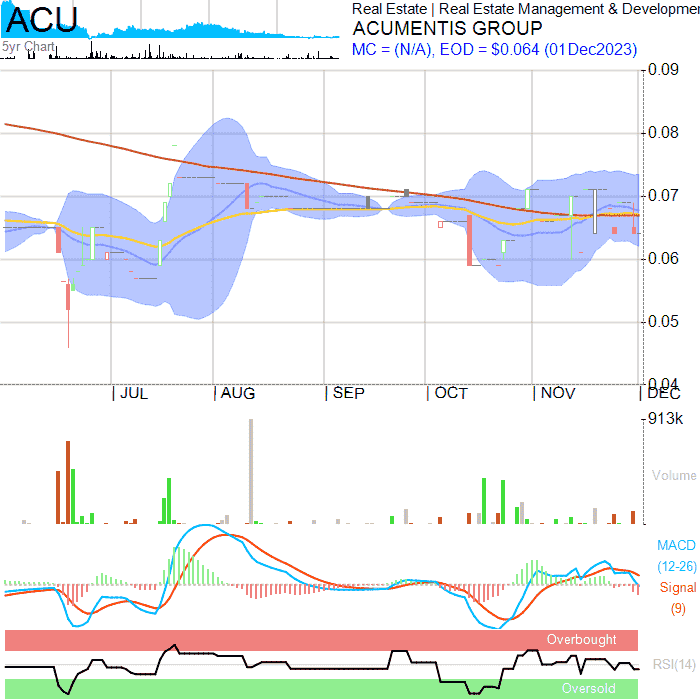 ACU
5yr Chart
Real Estate | Real Estate Management & Developmen
ACUMENTIS GROUP
MC = (N/A), EOD = $0.064 (01Dec2023)
0.09
0.08
0.07
0.06
0.05
0.04
| JUL
| AUG
| SEP
| OCT
| NOV
| DEC
913k
Volume
MACD
(12-26)
Signal
(9)
Overbought
RSI(14)
Oversold